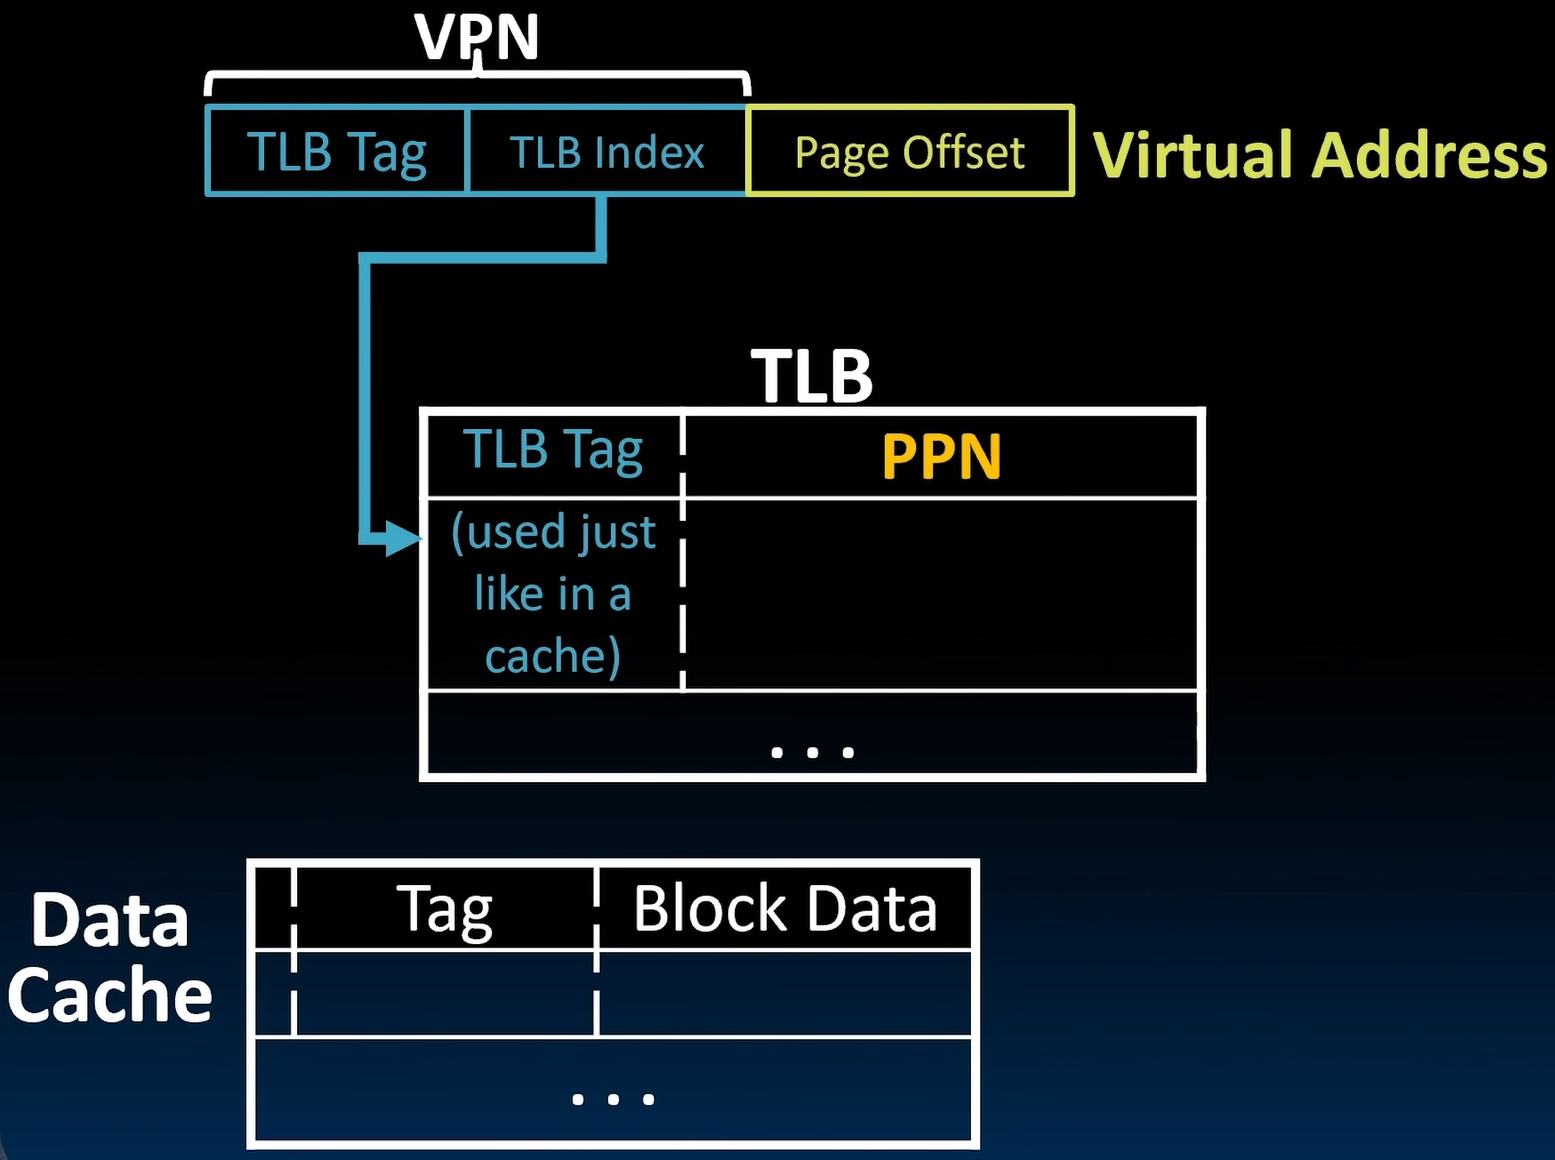 VPN
TLB Tag TLB Index Page Offset Virtual Address
TLB
TLB Tag PPN
(used just
like in a
cache)
. . .
Data
Cache
Tag Block Data
. . .